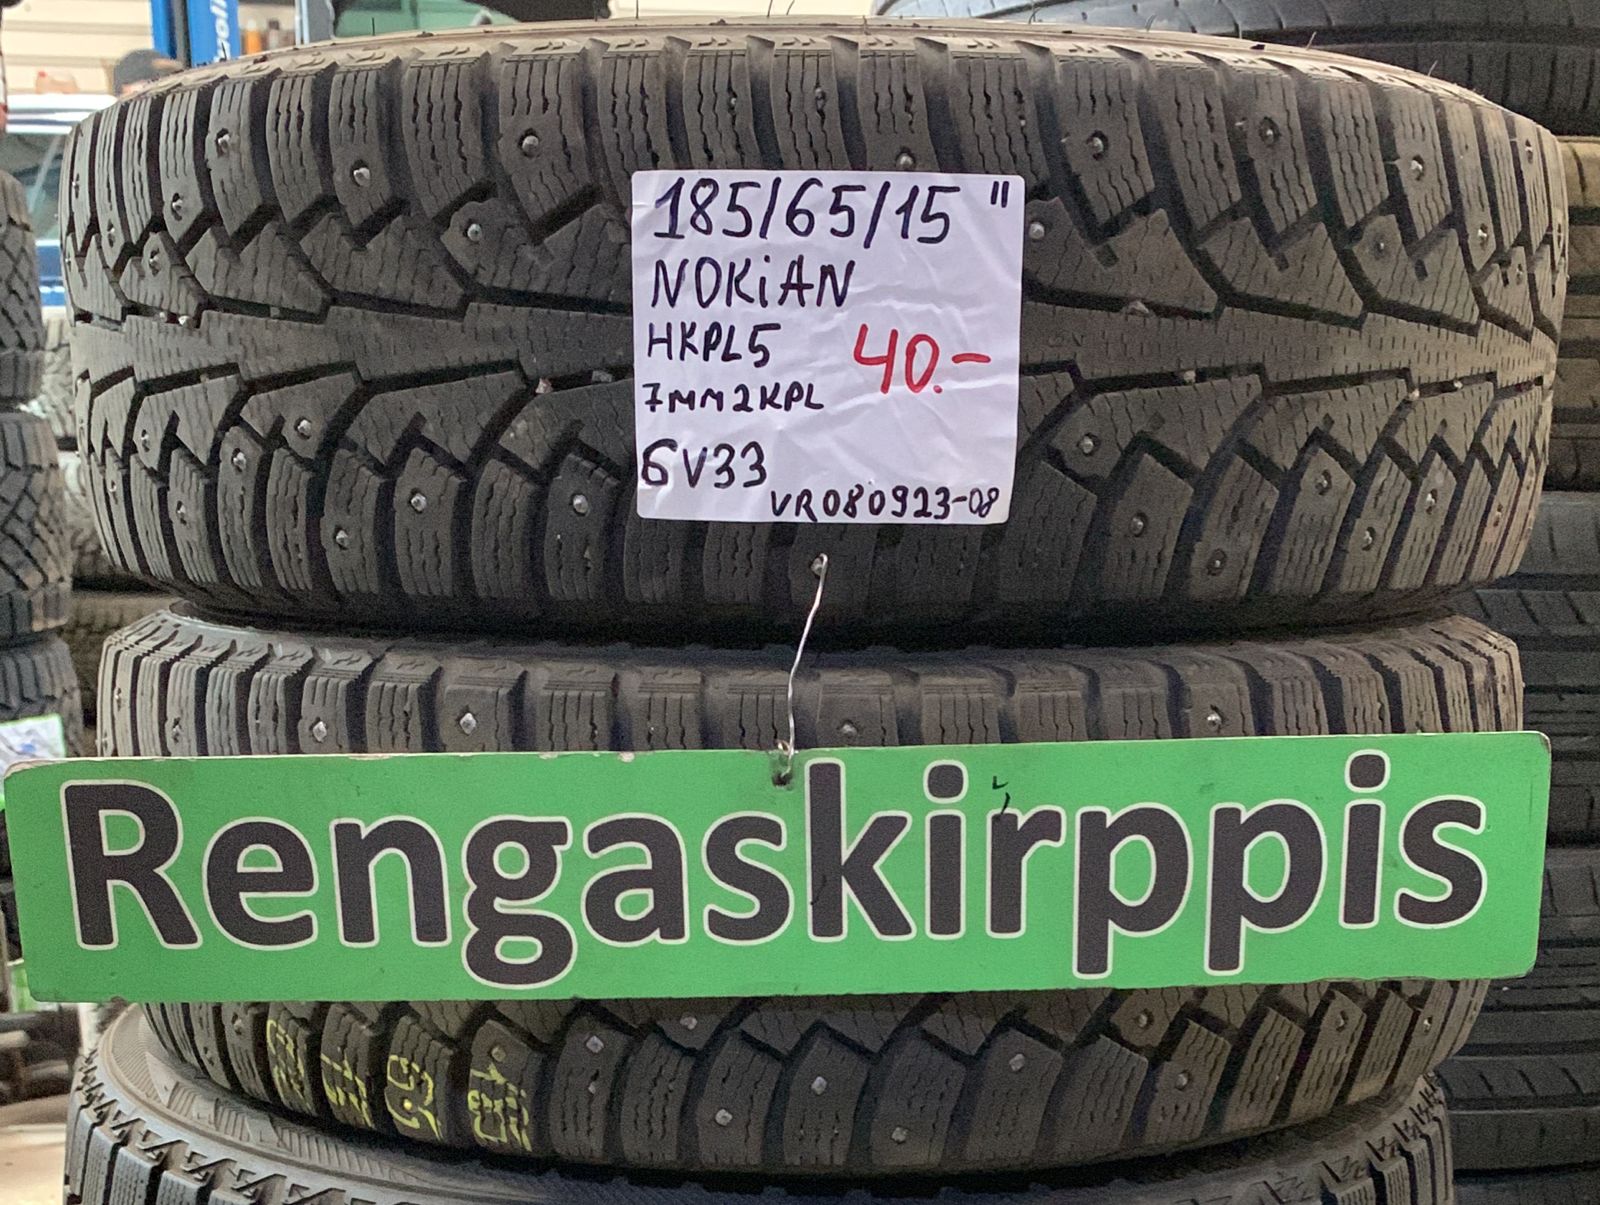 185/65/15"
NOKiAN
HKPL5 40.-
7MM2KPL
6V33
VR080923-08
Rengaskirppis